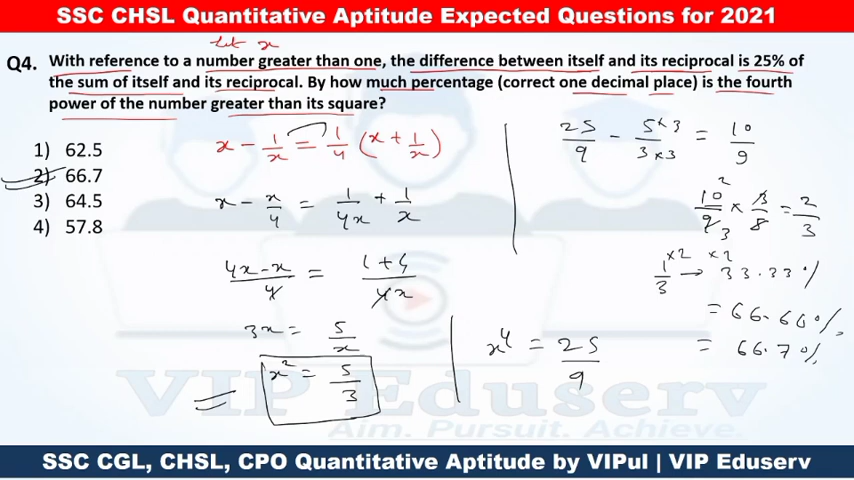 SSC CHSL Quantitative Aptitude Expected Questions for 2021
let x
Q4. With reference to a number greater than one, the difference between itself and its reciprocal is 25% of
the sum of itself and its reciprocal. By how much percentage (correct one decimal place) is the fourth
power of the number greater than its square?
1) 62.5
2) 66.7
3) 64.5
4) 57.8
x - 1/x = 1/4 (x + 1/x)
x - x/4 = 1/4x + 1/x
4x-x/4 = 1+4/4x
3x = 5/x
x² = 5/3
25/9 - 5×3/3×3 = 10/9
10/9 × 3/8 = 2/3
2
3
×2 ×2
1/3 → 33.33%
= 66.66%
= 66.7%
x⁴ = 25/9
VIP Eduserv
Aim. Pursuit. Achieve.
SSC CGL, CHSL, CPO Quantitative Aptitude by VIPul | VIP Eduserv